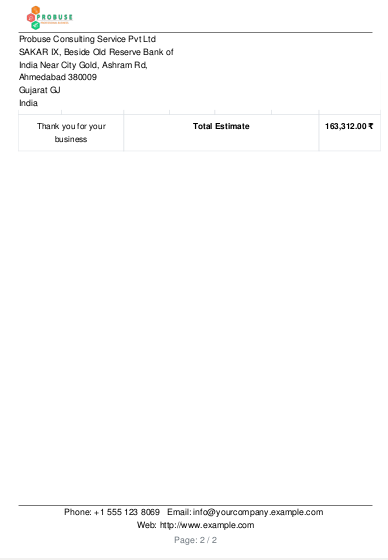 PROBUSE
Probuse Consulting Service Pvt Ltd
SAKAR IX, Beside Old Reserve Bank of
India Near City Gold, Ashram Rd,
Ahmedabad 380009
Gujarat GJ
India
Thank you for your
business
Total Estimate
163,312.00 ₹
Phone: +1 555 123 8069 Email: info@yourcompany.example.com
Web: http://www.example.com
Page: 2 / 2